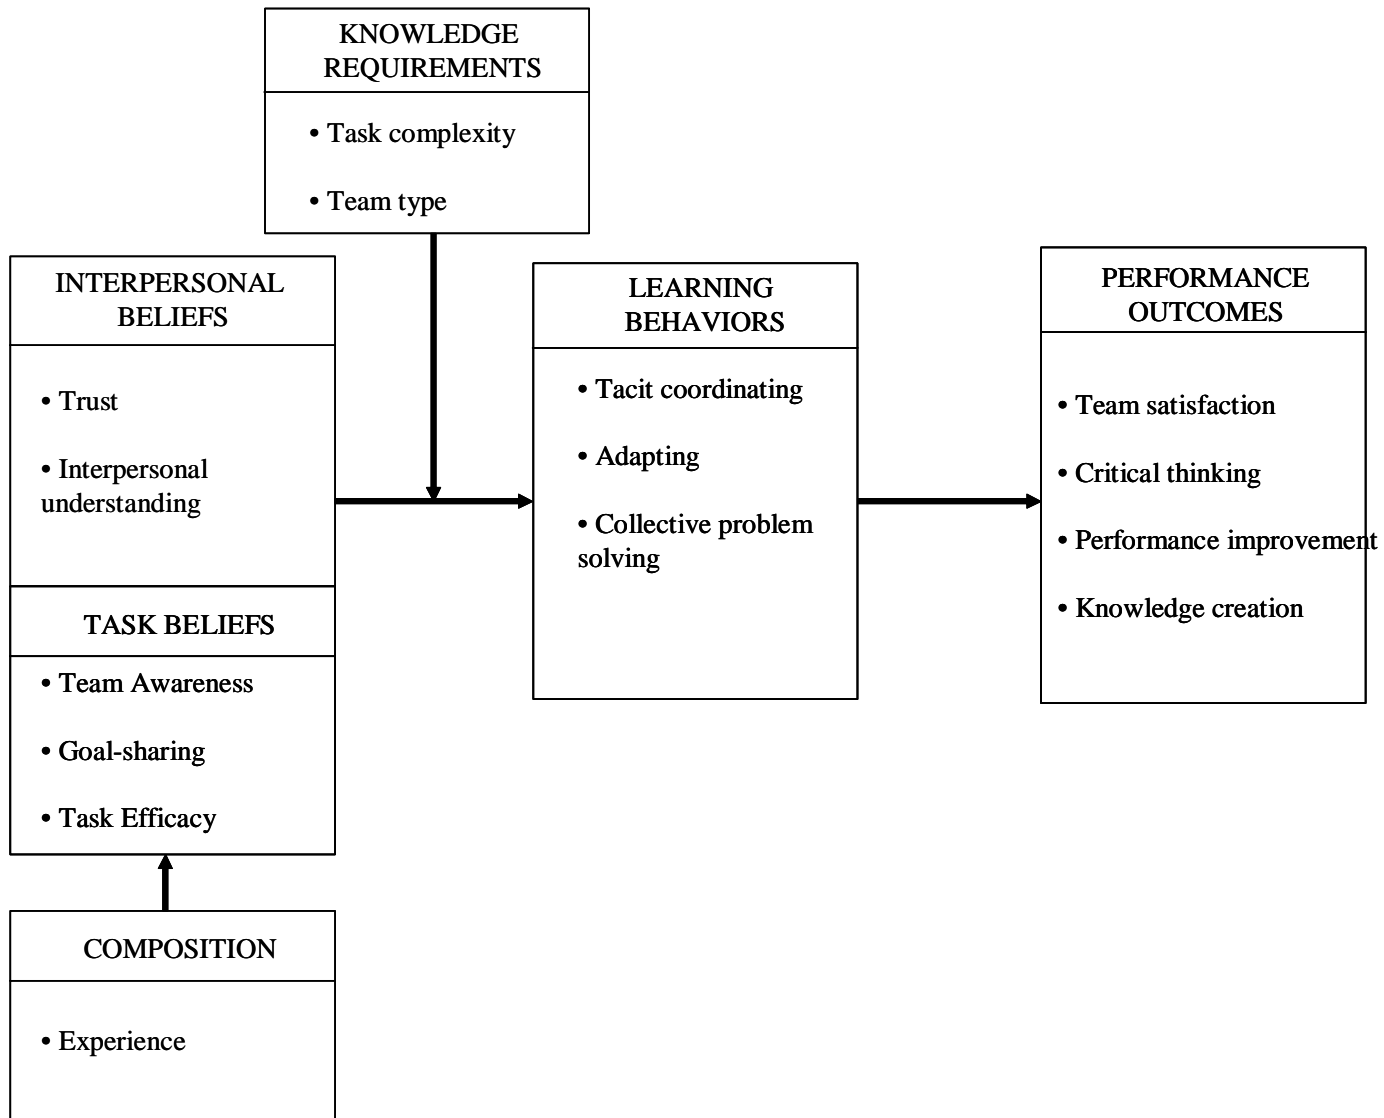 KNOWLEDGE
REQUIREMENTS
• Task complexity
• Team type
INTERPERSONAL
BELIEFS
• Trust
• Interpersonal
understanding
TASK BELIEFS
• Team Awareness
• Goal-sharing
• Task Efficacy
COMPOSITION
• Experience
LEARNING
BEHAVIORS
• Tacit coordinating
• Adapting
• Collective problem
solving
PERFORMANCE
OUTCOMES
• Team satisfaction
• Critical thinking
• Performance improvement
• Knowledge creation